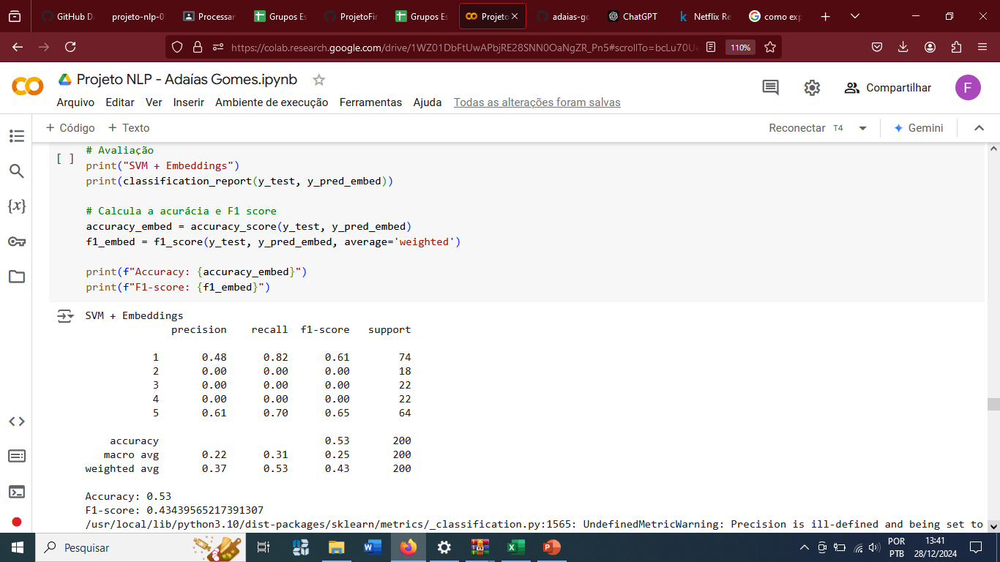 GitHub D
projeto-nlp-0
Processar
Grupos Es
ProjetoFir
Grupos Es
Projeto
adaias-go
ChatGPT
Netflix Re
como exp
https://colab.research.google.com/drive/1WZ01DbFtUwAPbjRE28SNN0OaNgZR_Pn5#scrollTo=bcLu70Ue
110%
Projeto NLP - Adaías Gomes.ipynb
Arquivo Editar Ver Inserir Ambiente de execução Ferramentas Ajuda Todas as alterações foram salvas
Compartilhar
F
+ Código + Texto
Reconectar T4
Gemini
[ ]
# Avaliação
print("SVM + Embeddings")
print(classification_report(y_test, y_pred_embed))
# Calcula a acurácia e F1 score
accuracy_embed = accuracy_score(y_test, y_pred_embed)
f1_embed = f1_score(y_test, y_pred_embed, average='weighted')
print(f"Accuracy: {accuracy_embed}")
print(f"F1-score: {f1_embed}")
SVM + Embeddings
precision recall f1-score support
1 0.48 0.82 0.61 74
2 0.00 0.00 0.00 18
3 0.00 0.00 0.00 22
4 0.00 0.00 0.00 22
5 0.61 0.70 0.65 64
accuracy 0.53 200
macro avg 0.22 0.31 0.25 200
weighted avg 0.37 0.53 0.43 200
Accuracy: 0.53
F1-score: 0.43439565217391307
/usr/local/lib/python3.10/dist-packages/sklearn/metrics/_classification.py:1565: UndefinedMetricWarning: Precision is ill-defined and being set to
Pesquisar
POR
PTB
13:41
28/12/2024